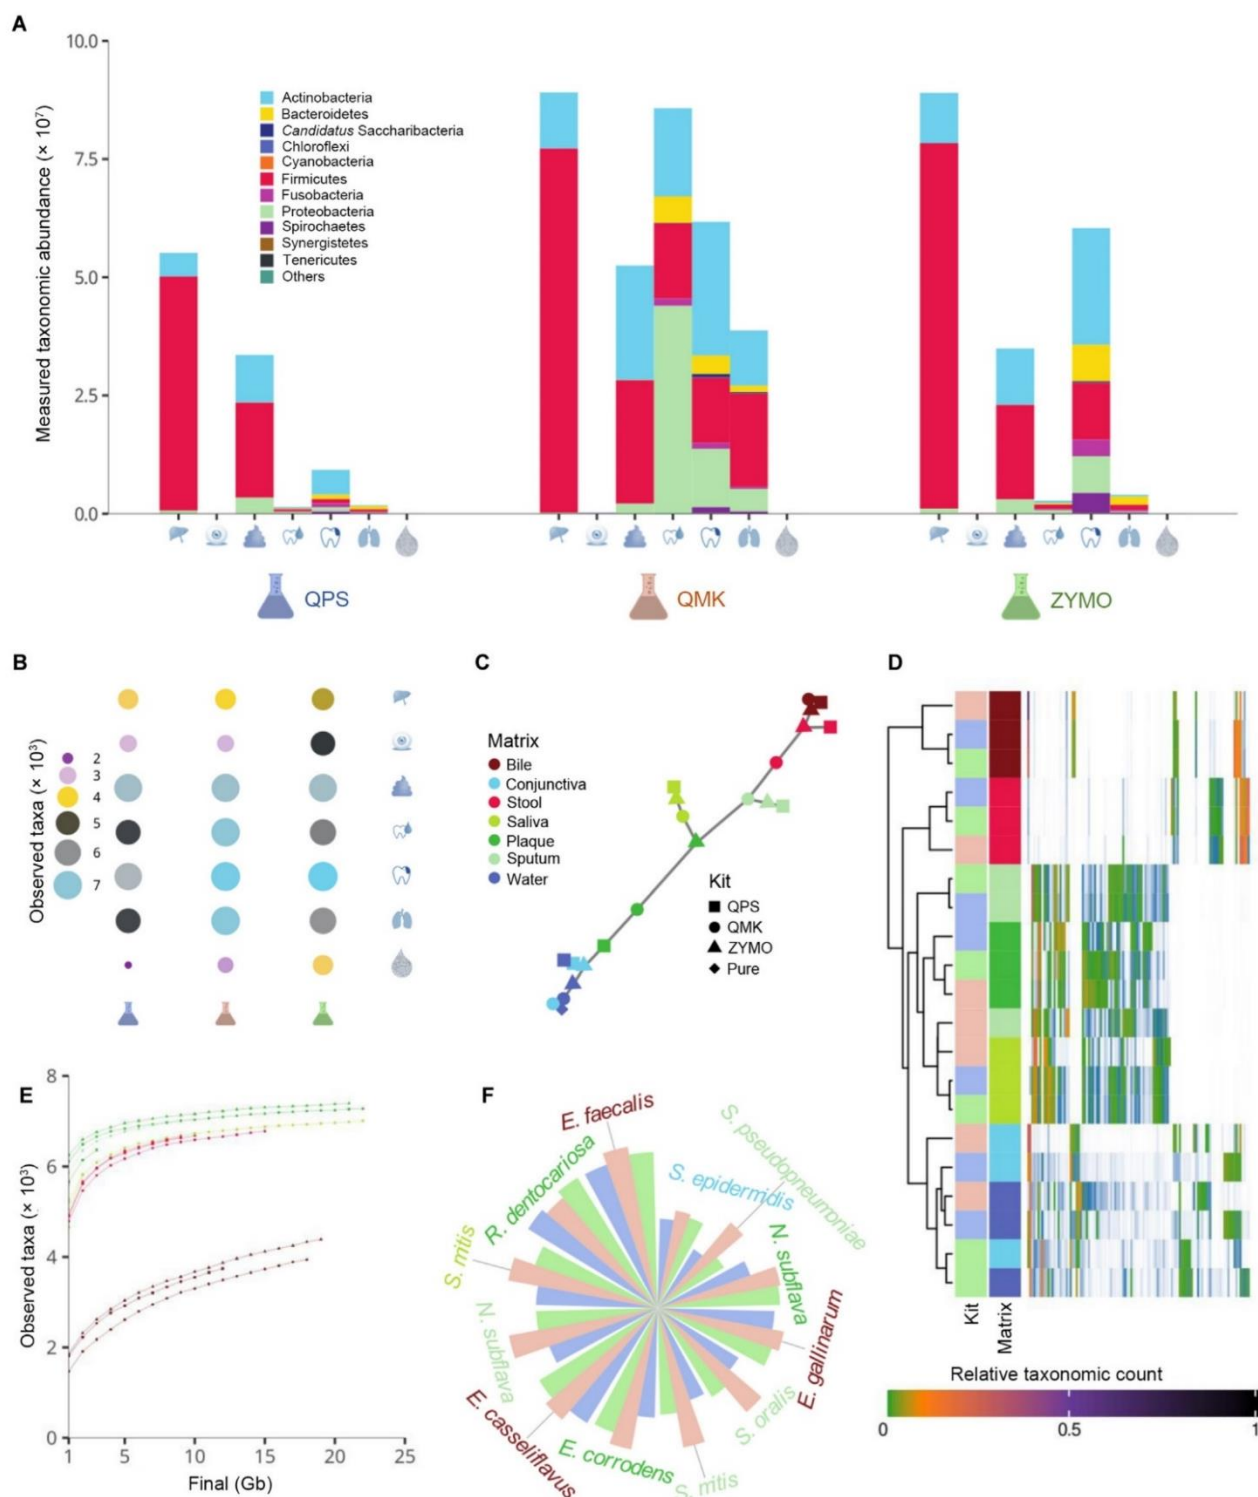 A
10.0
7.5
5.0
2.5
0.0
Measured taxonomic abundance (× 10⁷)
Actinobacteria
Bacteroidetes
Candidatus Saccharibacteria
Chloroflexi
Cyanobacteria
Firmicutes
Fusobacteria
Proteobacteria
Spirochaetes
Synergistetes
Tenericutes
Others
QPS
QMK
ZYMO
B
Observed taxa (× 10³)
2
3
4
5
6
7
C
Matrix
Bile
Conjunctiva
Stool
Saliva
Plaque
Sputum
Water
Kit
QPS
QMK
ZYMO
Pure
D
Kit
Matrix
Relative taxonomic count
0
0.5
1
E
8
6
4
2
0
Observed taxa (× 10³)
1
5
10
15
20
25
Final (Gb)
F
E. faecalis
S. pseudopneumoniae
S. epidermidis
R. dentocariosa
N. subflava
S. mitis
E. gallinarum
N. subflava
S. oralis
E. casseliflavus
E. corrodens
S. mitis